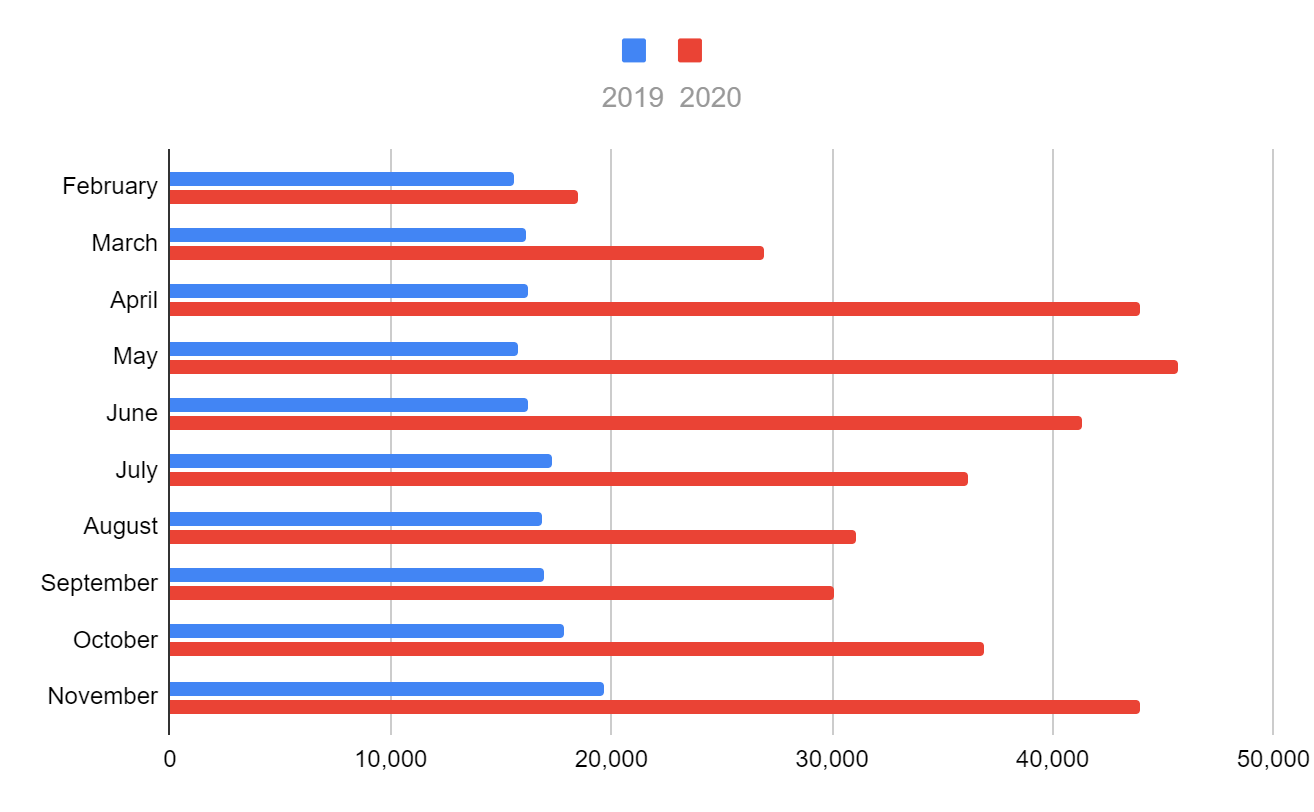 2019 2020
February
March
April
May
June
July
August
September
October
November
0 10,000 20,000 30,000 40,000 50,000